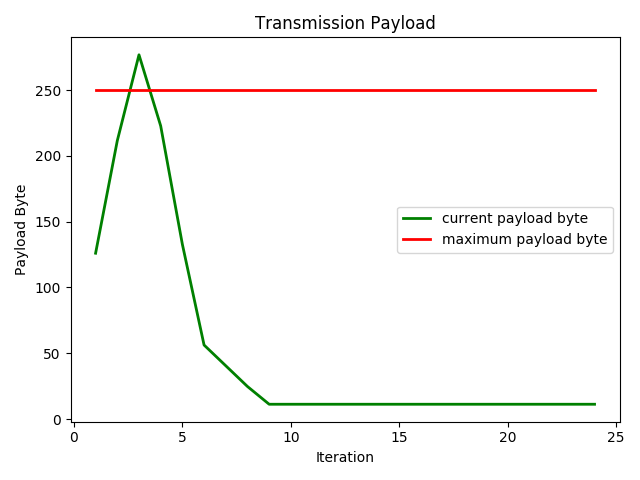 Transmission Payload
Payload Byte
250
200
150
100
50
0
current payload byte
maximum payload byte
0
5
10
15
20
25
Iteration